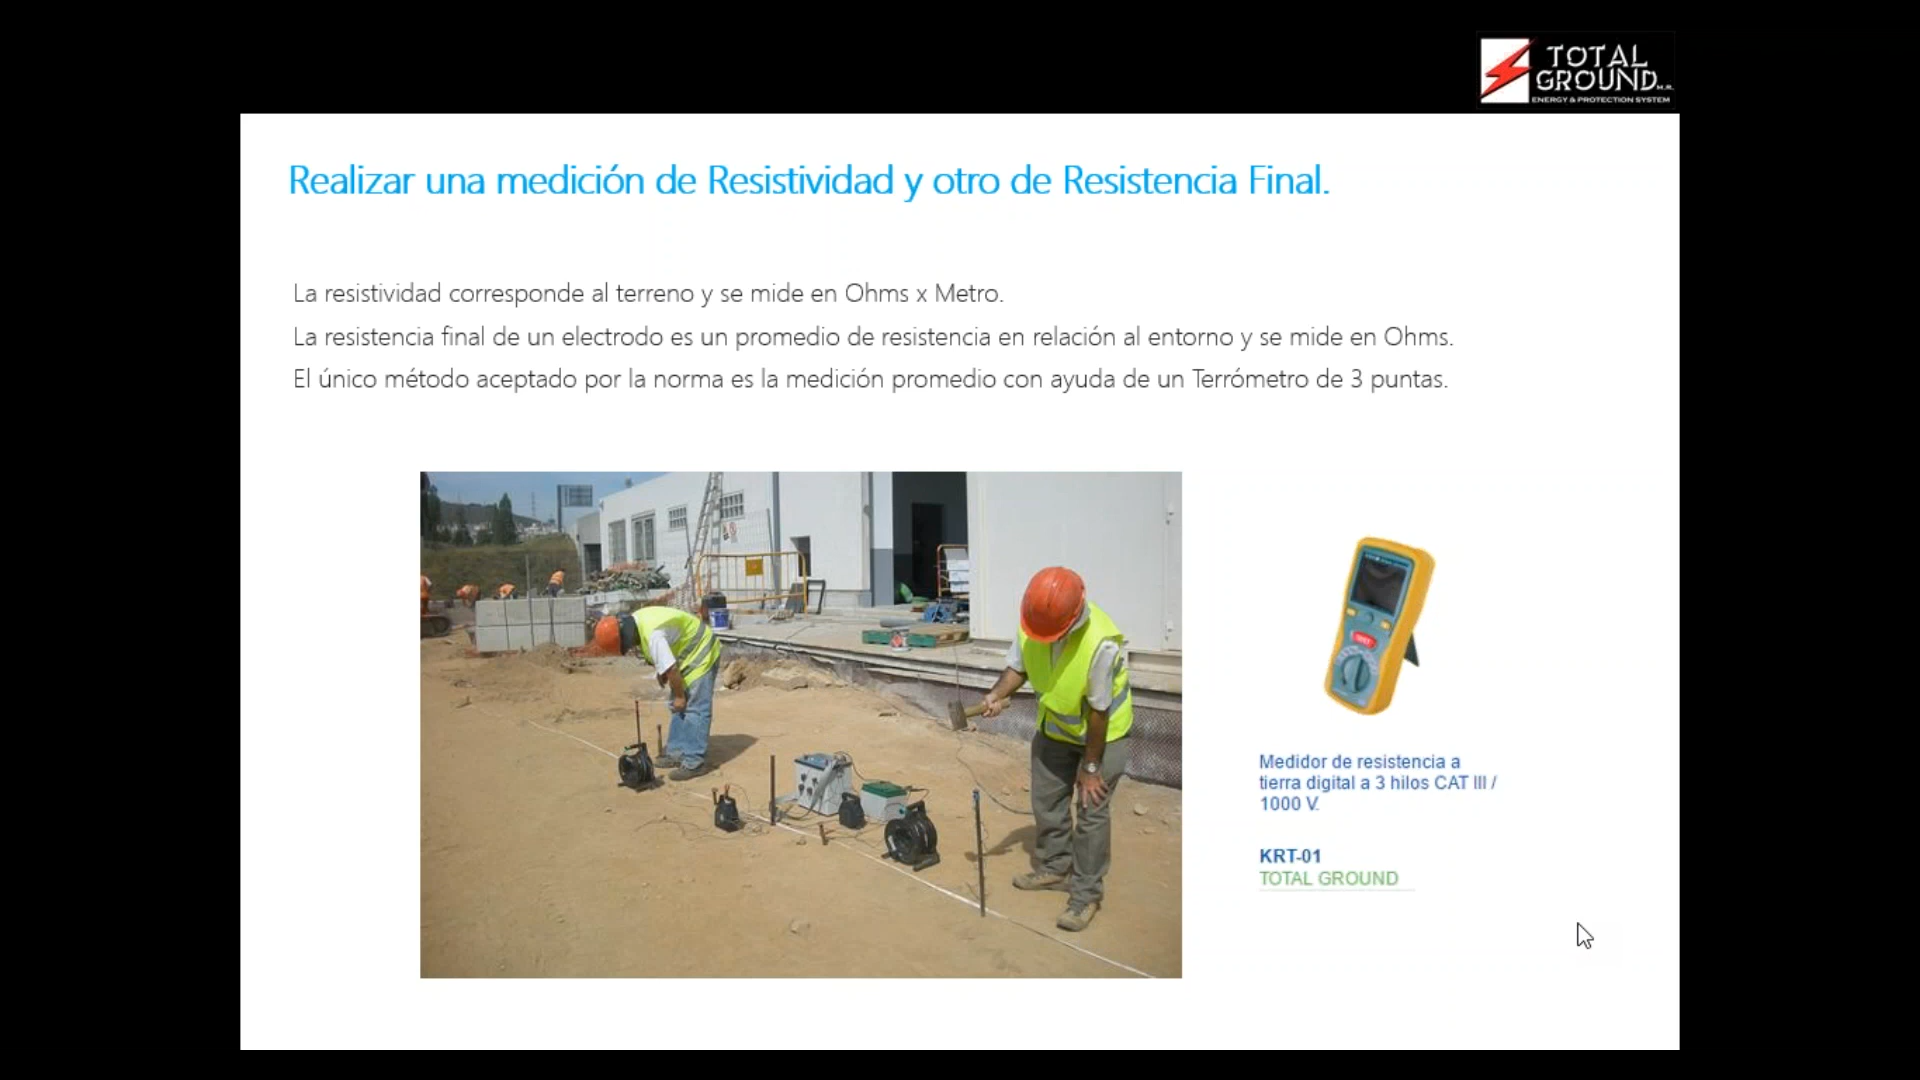 TOTAL
GROUND M.R.
ENERGY & PROTECTION SYSTEM
Realizar una medición de Resistividad y otro de Resistencia Final.
La resistividad corresponde al terreno y se mide en Ohms x Metro.
La resistencia final de un electrodo es un promedio de resistencia en relación al entorno y se mide en Ohms.
El único método aceptado por la norma es la medición promedio con ayuda de un Terrómetro de 3 puntas.
Medidor de resistencia a
tierra digital a 3 hilos CAT III /
1000 V.
KRT-01
TOTAL GROUND